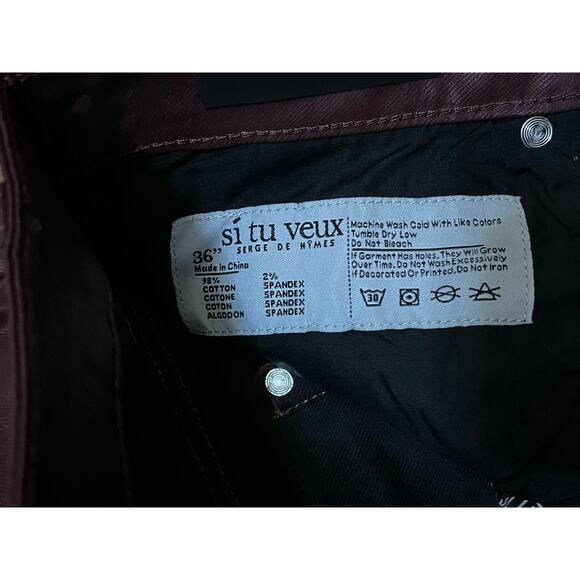 sí tu veux
SERGE DE NÎMES
36"
Made in China
98% 2%
COTTON SPANDEX
COTONE SPANDEX
COTON SPANDEX
ALGODON SPANDEX
Machine Wash Cold With Like Colors
Tumble Dry Low
Do Not Bleach
If Garment Has Holes, They Will Grow
Over Time. Do Not Wash Excessively
if Decorated or Printed, Do Not Iron
30